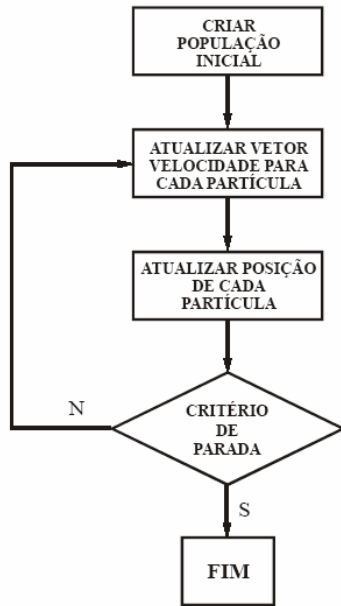 CRIAR
POPULAÇÃO
INICIAL
ATUALIZAR VETOR
VELOCIDADE PARA
CADA PARTÍCULA
ATUALIZAR POSIÇÃO
DE CADA
PARTÍCULA
CRITÉRIO
DE
PARADA
N
S
FIM